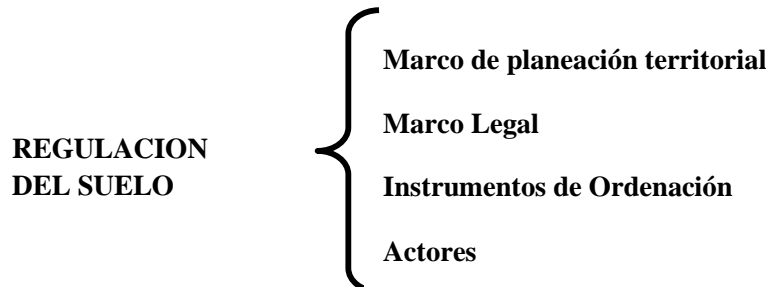 REGULACION
DEL SUELO
Marco de planeación territorial
Marco Legal
Instrumentos de Ordenación
Actores